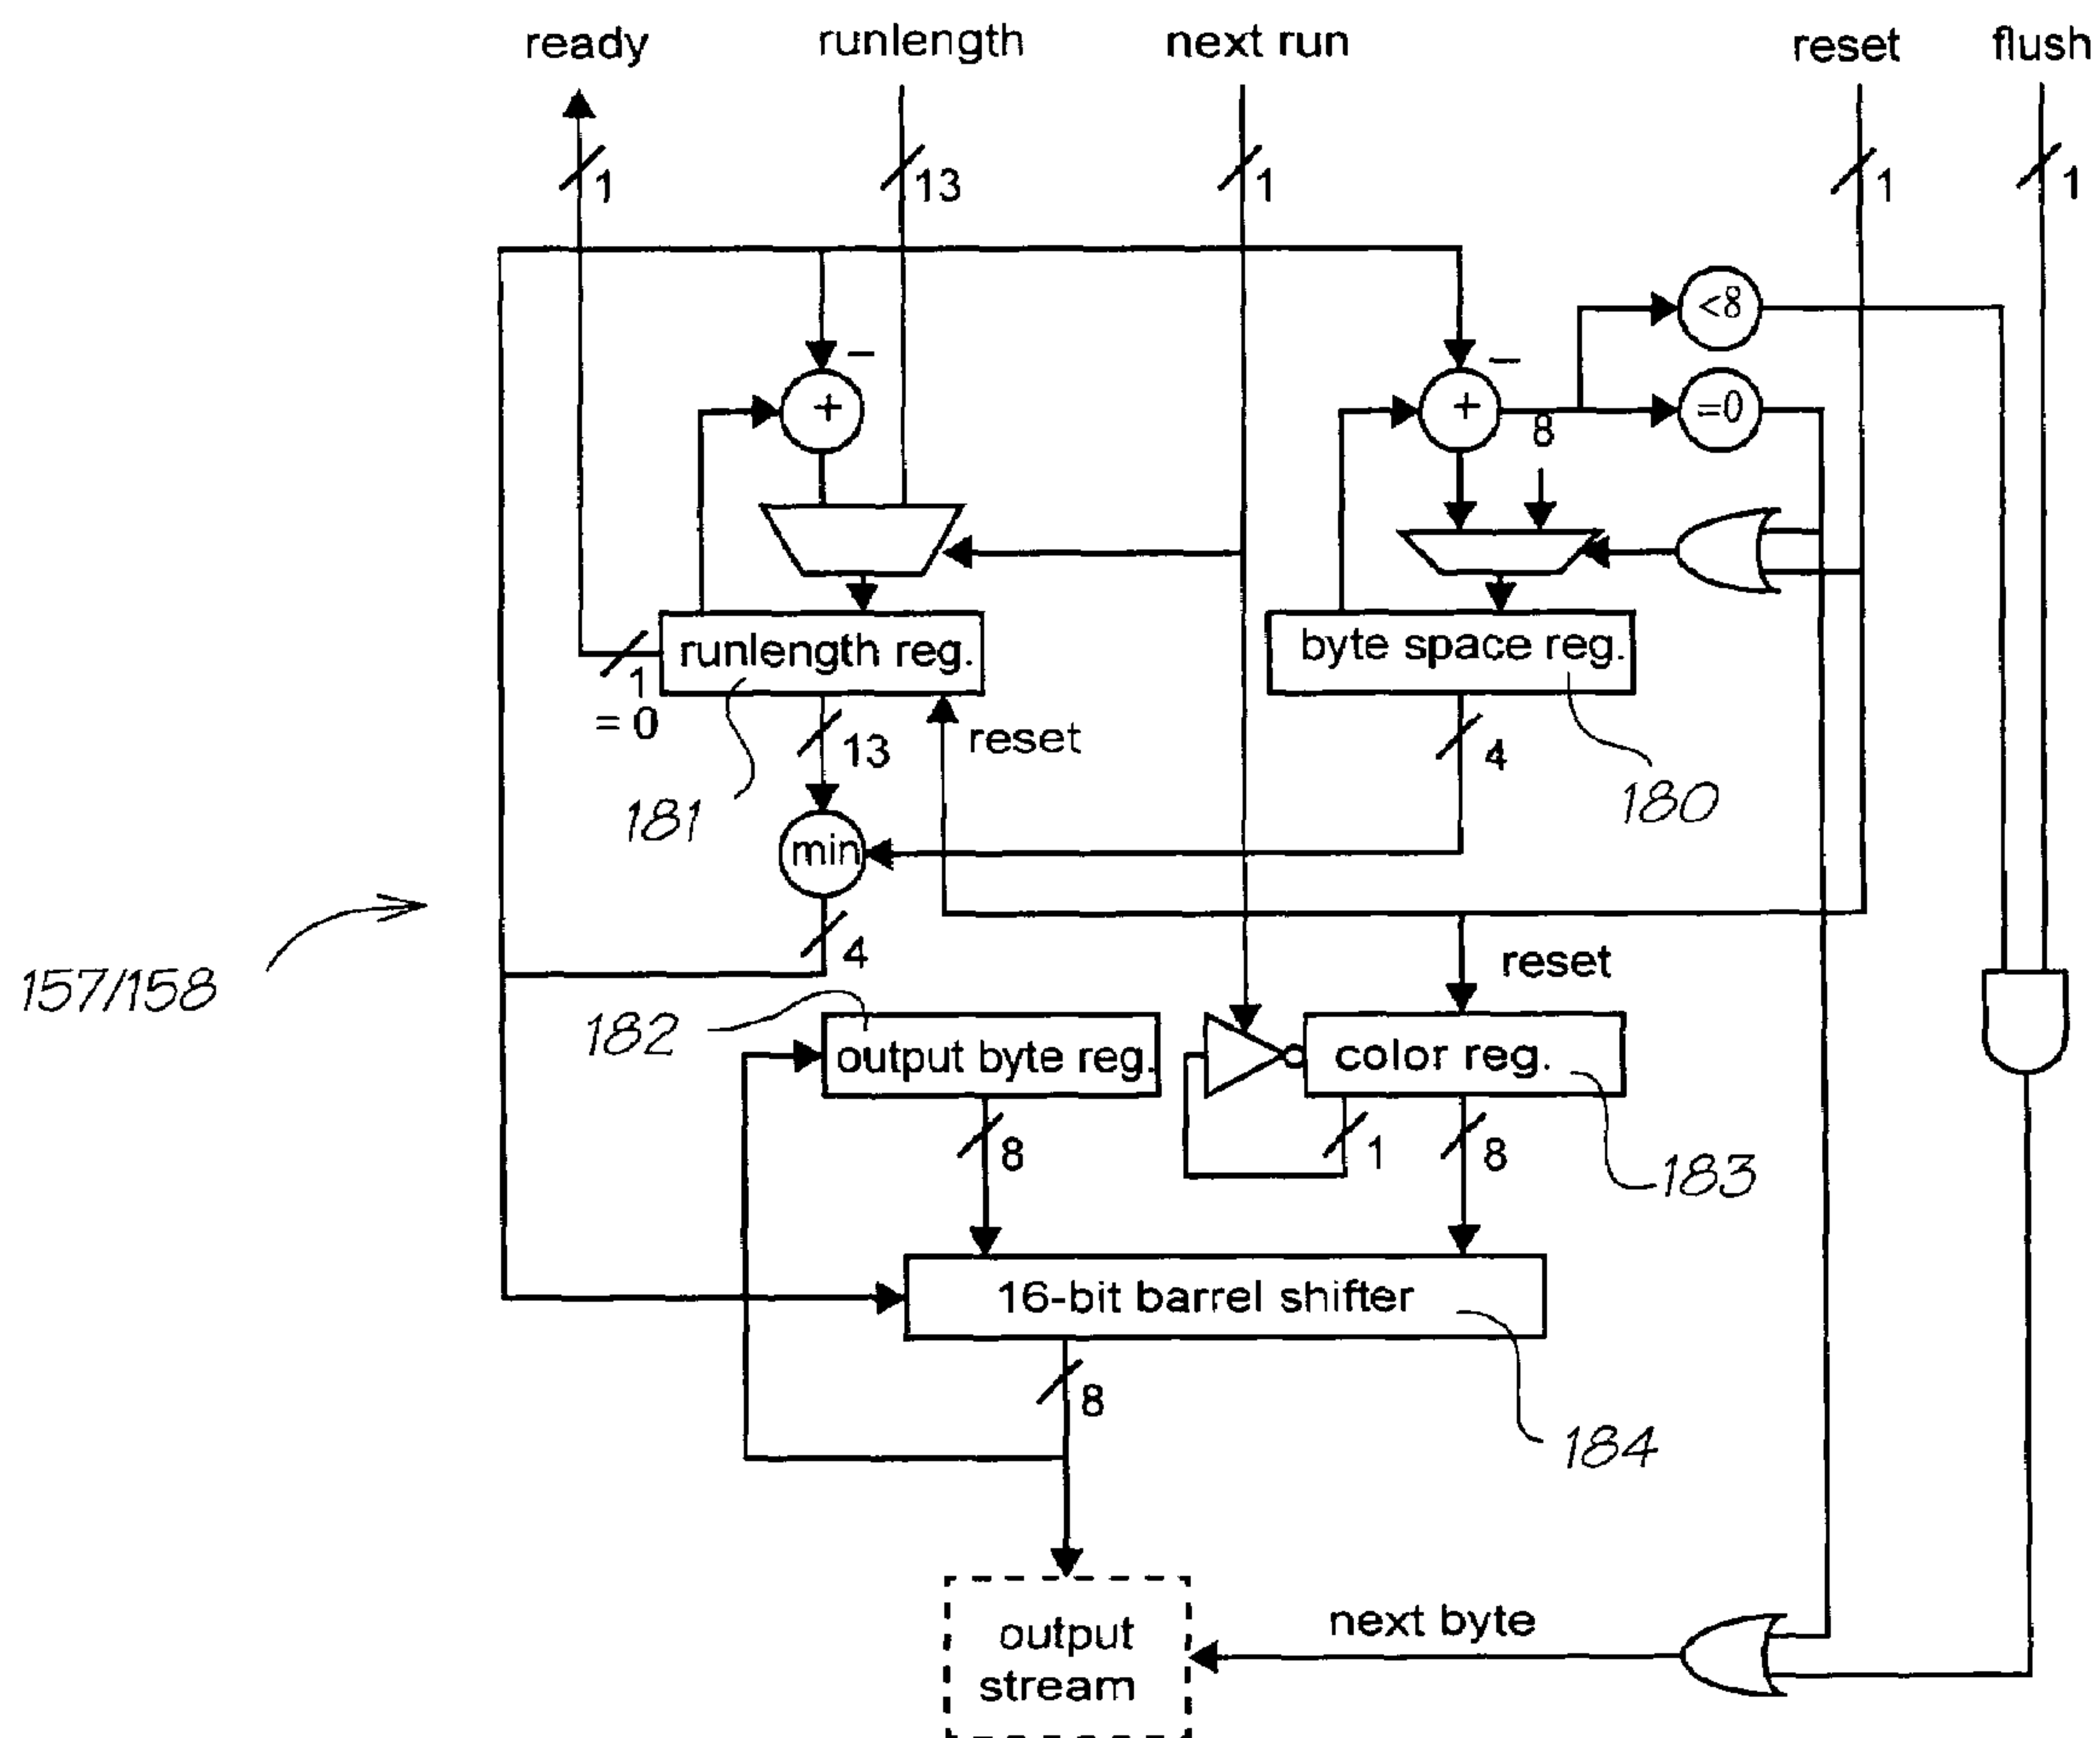 ready
runlength
next run
reset
flush
1
13
1
1
1
−
−
<8
+
+
=0
8
runlength reg.
byte space reg.
1
= 0
13
reset
4
181
180
min
4
reset
157/158
182
output byte reg.
color reg.
8
1
8
183
16-bit barrel shifter
8
184
output
stream
next byte